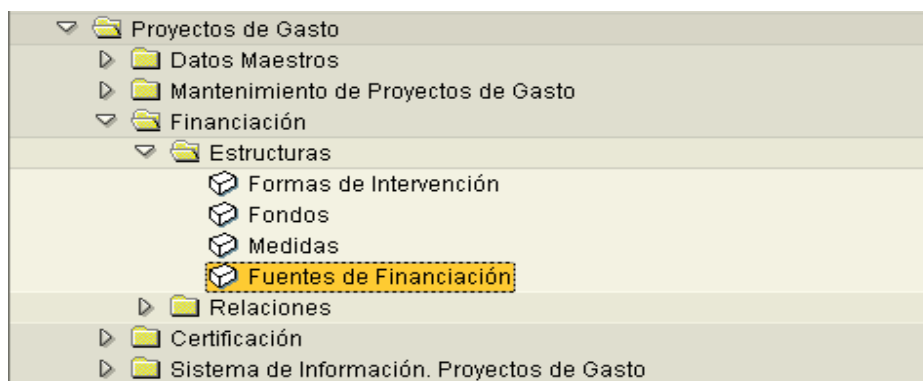 Proyectos de Gasto
Datos Maestros
Mantenimiento de Proyectos de Gasto
Financiación
Estructuras
Formas de Intervención
Fondos
Medidas
Fuentes de Financiación
Relaciones
Certificación
Sistema de Información. Proyectos de Gasto